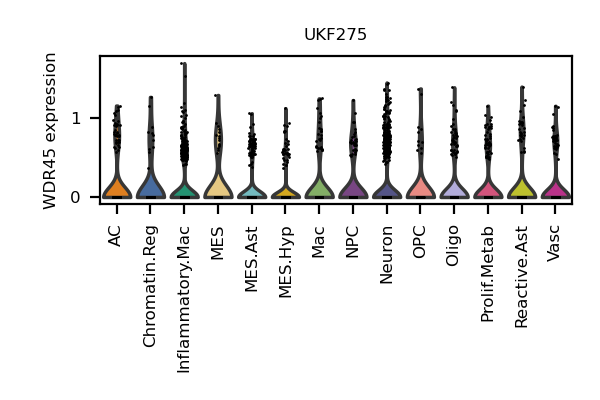 UKF275
WDR45 expression
1
0
AC
Chromatin.Reg
Inflammatory.Mac
MES
MES.Ast
MES.Hyp
Mac
NPC
Neuron
OPC
Oligo
Prolif.Metab
Reactive.Ast
Vasc